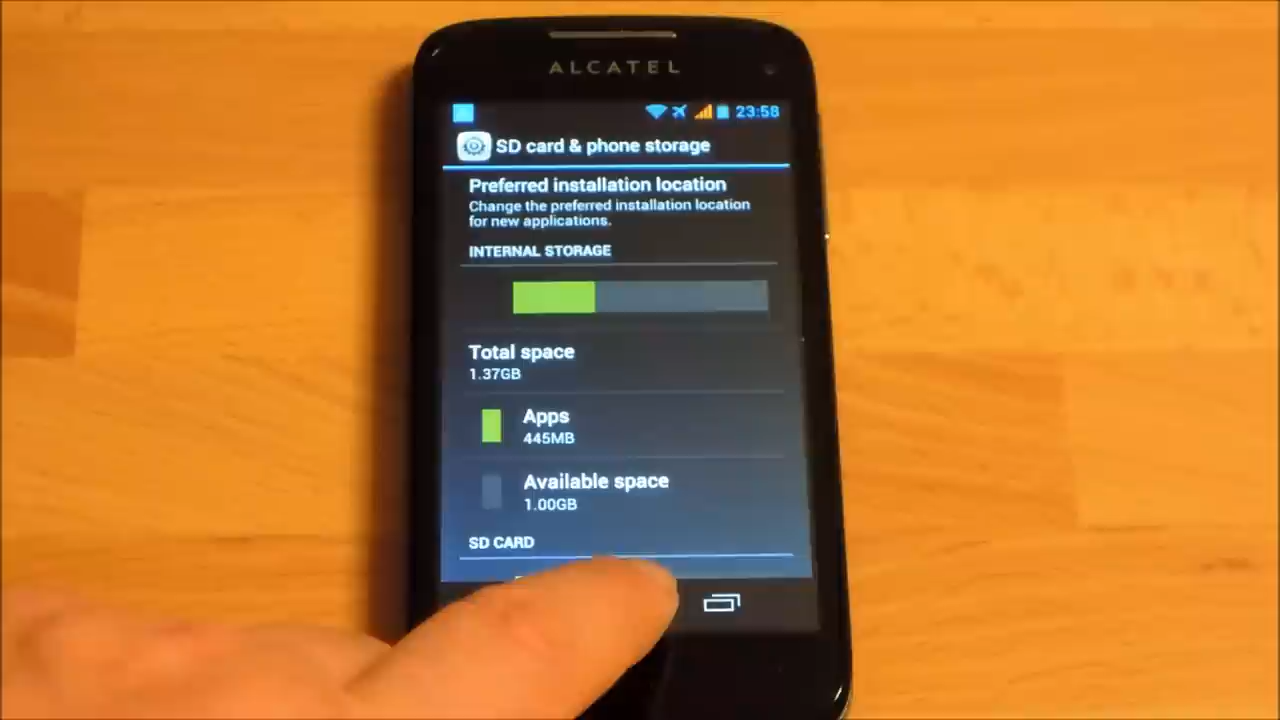 ALCATEL
23:58
SD card & phone storage
Preferred installation location
Change the preferred installation location
for new applications.
INTERNAL STORAGE
Total space
1.37GB
Apps
445MB
Available space
1.00GB
SD CARD